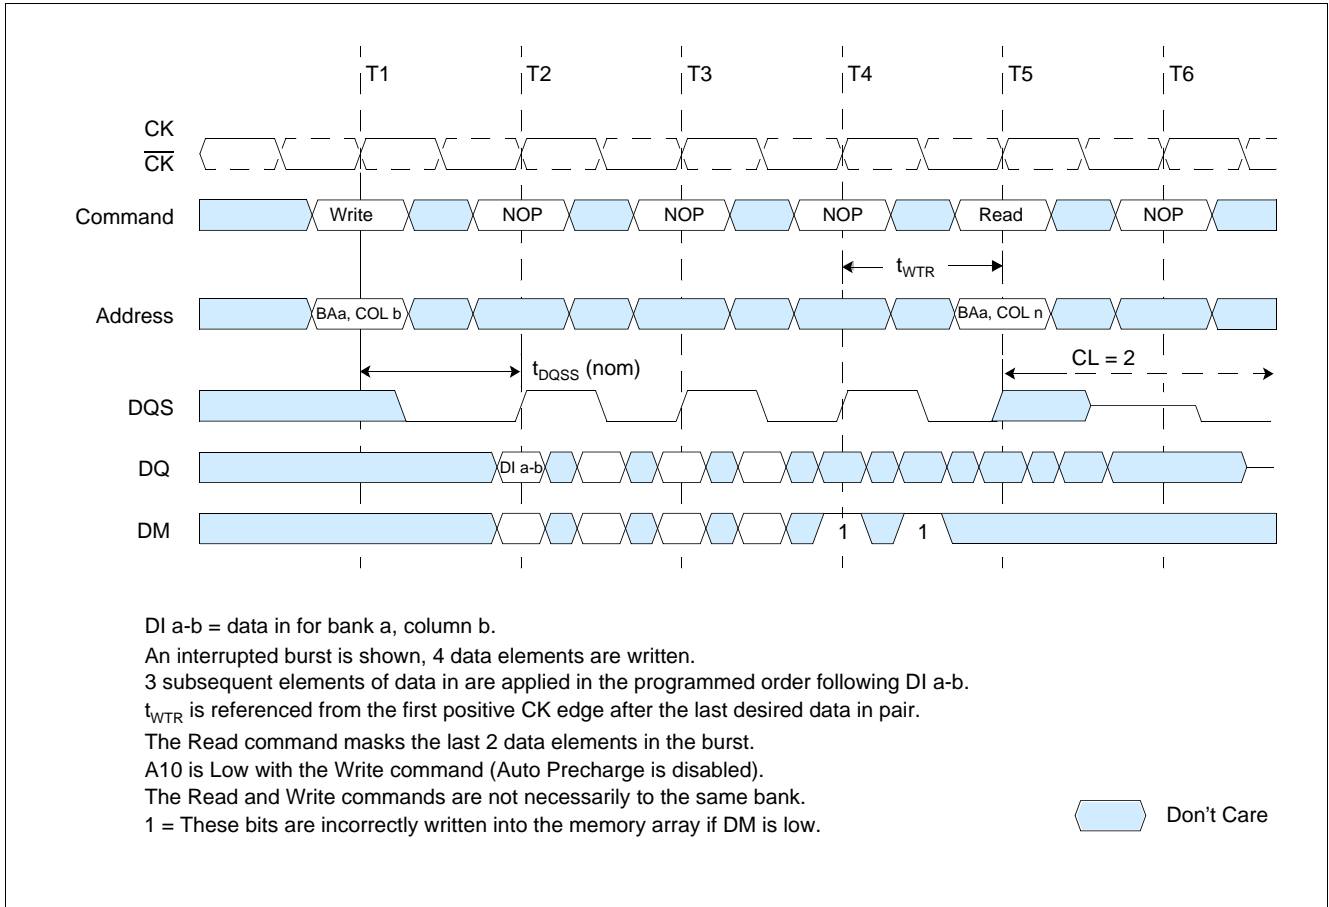 T1 T2 T3 T4 T5 T6
CK
CK
Command Write NOP NOP NOP Read NOP
tWTR
Address BAa, COL b BAa, COL n
tDQSS (nom) CL = 2
DQS
DQ DI a-b
DM 1 1
DI a-b = data in for bank a, column b.
An interrupted burst is shown, 4 data elements are written.
3 subsequent elements of data in are applied in the programmed order following DI a-b.
tWTR is referenced from the first positive CK edge after the last desired data in pair.
The Read command masks the last 2 data elements in the burst.
A10 is Low with the Write command (Auto Precharge is disabled).
The Read and Write commands are not necessarily to the same bank.
1 = These bits are incorrectly written into the memory array if DM is low.
Don't Care